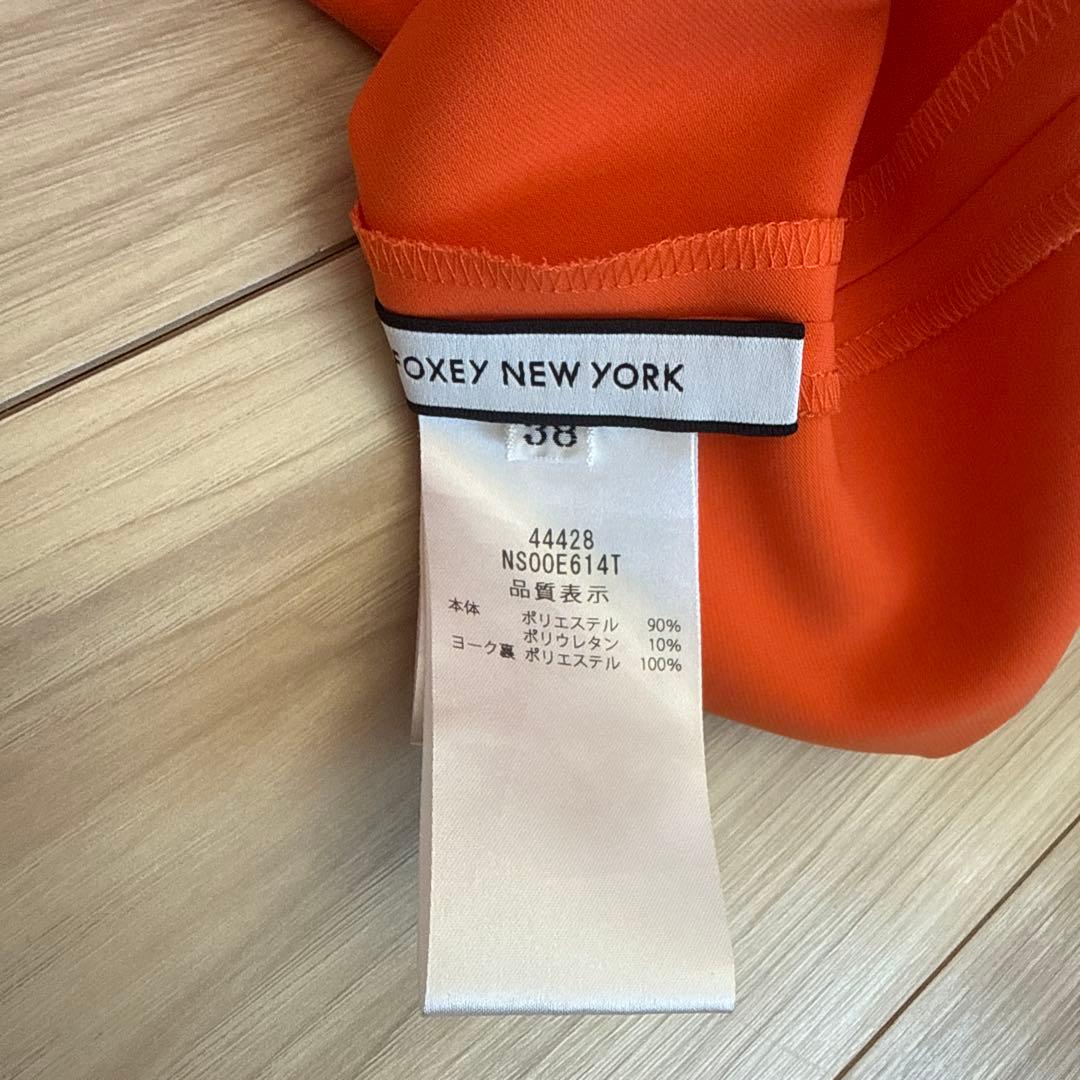 FOXEY NEW YORK
38
44428
NS00E614T
品質表示
本体 ポリエステル 90%
ポリウレタン 10%
ヨーク裏 ポリエステル 100%